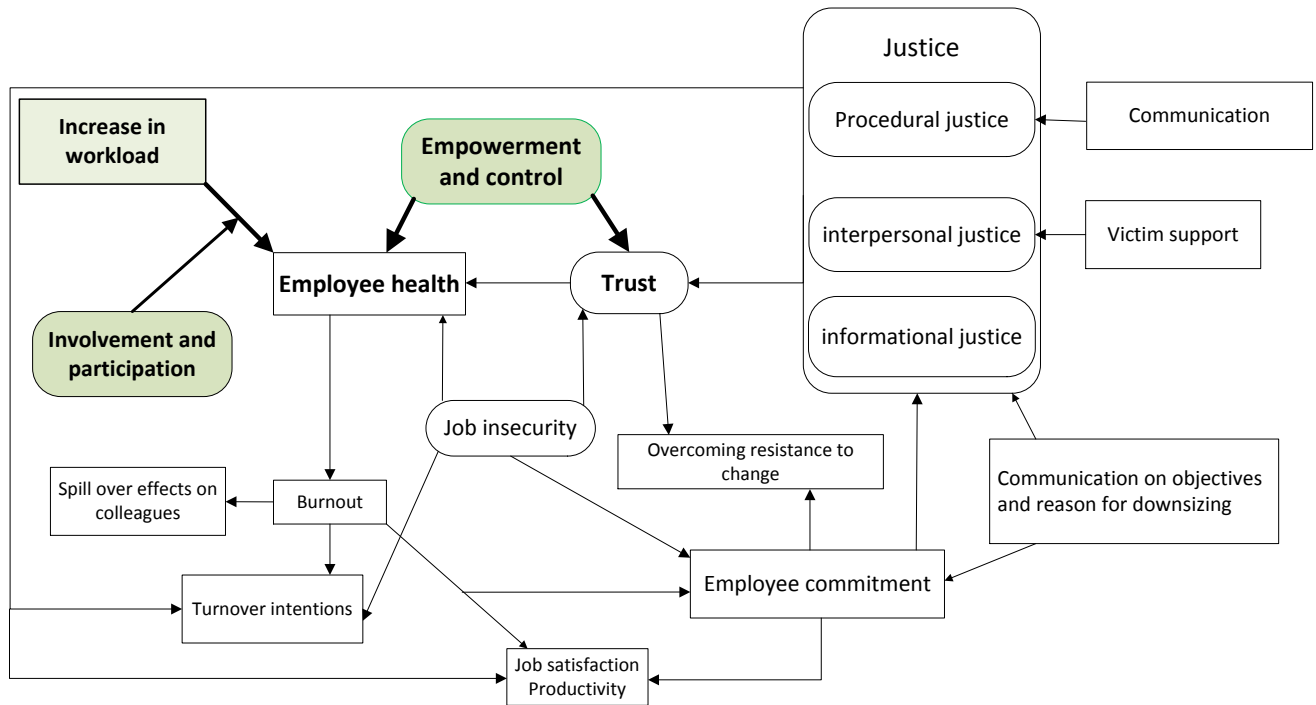 Justice
Procedural justice
Communication
Increase in
workload
Empowerment
and control
interpersonal justice
Victim support
Employee health
Trust
informational justice
Involvement and
participation
Job insecurity
Overcoming resistance to
change
Communication on objectives
and reason for downsizing
Spill over effects on
colleagues
Burnout
Employee commitment
Turnover intentions
Job satisfaction
Productivity